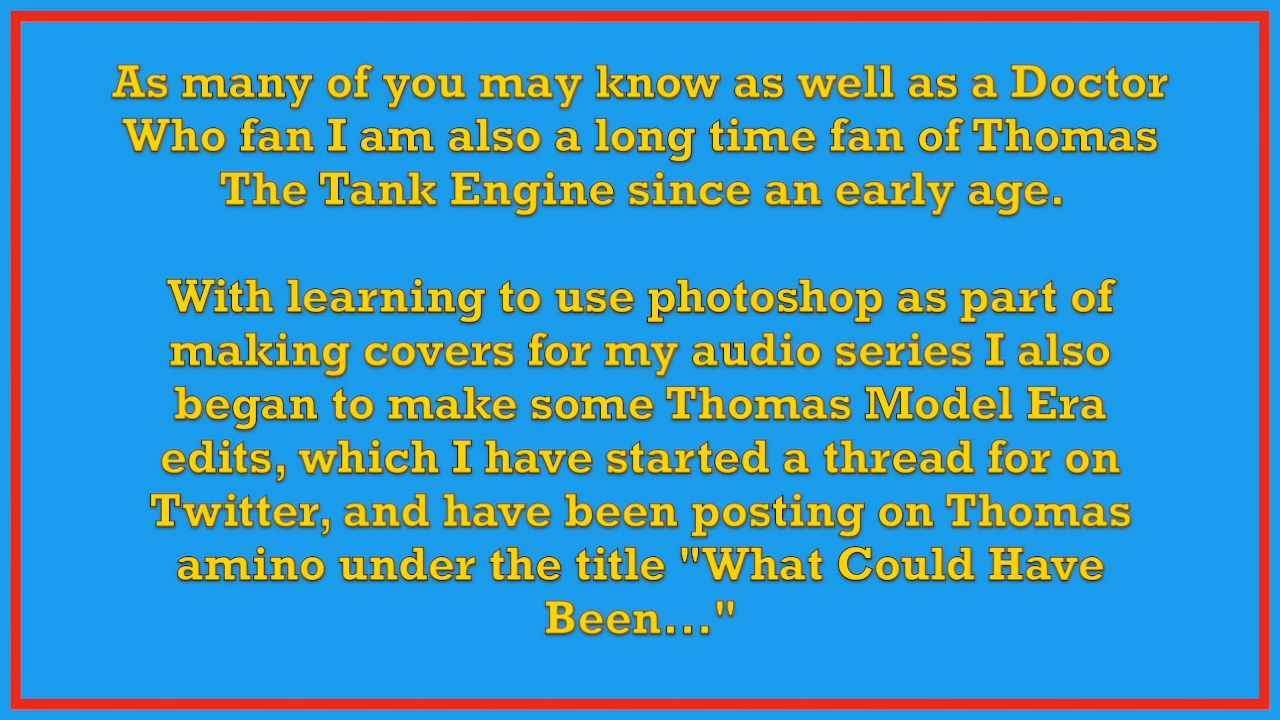 As many of you may know as well as a Doctor
Who fan I am also a long time fan of Thomas
The Tank Engine since an early age.
With learning to use photoshop as part of
making covers for my audio series I also
began to make some Thomas Model Era
edits, which I have started a thread for on
Twitter, and have been posting on Thomas
amino under the title "What Could Have
Been..."